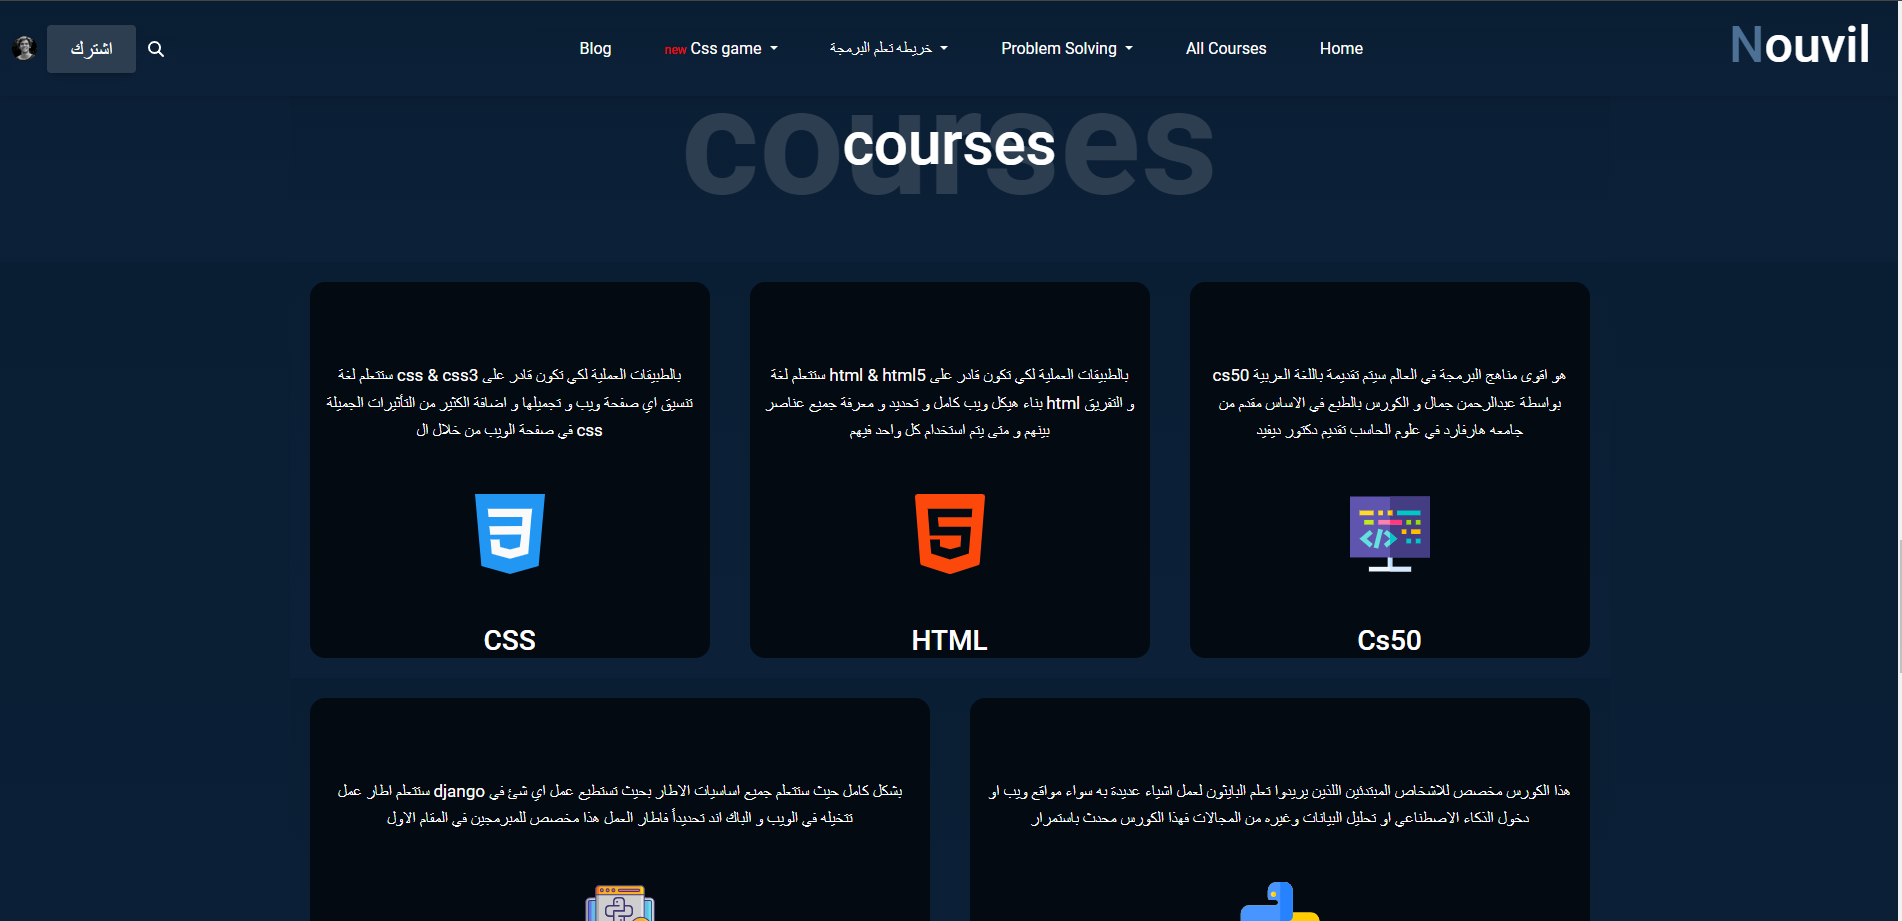 Nouvil
Home
All Courses
Problem Solving
خريطه تعلم البرمجة
new Css game
Blog
اشترك
courses
courses
هو اقوى مناهج البرمجة في العالم سيتم تقديمة باللغة العربية cs50
بواسطة عبدالرحمن جمال و الكورس بالطبع في الاساس مقدم من
جامعه هارفارد في علوم الحاسب تقديم دكتور ديفيد
Cs50
بالطبيقات العملية لكي تكون قادر على html & html5 ستتعلم لغة
و التفريق html بناء هيكل ويب كامل و تحديد و معرفة جميع عناصر
بينهم و متى يتم استخدام كل واحد فيهم
HTML
بالطبيقات العملية لكي تكون قادر على css & css3 ستتعلم لغة
تنسيق اي صفحة ويب و تجميلها و اضافة الكثير من التأثيرات الجميلة
css في صفحة الويب من خلال ال
CSS
هذا الكورس مخصص للاشخاص المبتدئين اللذين يريدوا تعلم البايثون لعمل اشياء عديدة به سواء مواقع ويب او
دخول الذكاء الاصطناعي او تحليل البيانات وغيره من المجالات فهذا الكورس محدث باستمرار
بشكل كامل حيث ستتعلم جميع اساسيات الاطار بحيث تستطيع عمل اي شئ في django ستتعلم اطار عمل
تتخيله في الويب و الباك اند تحديداً فاطار العمل هذا مخصص للمبرمجين في المقام الاول